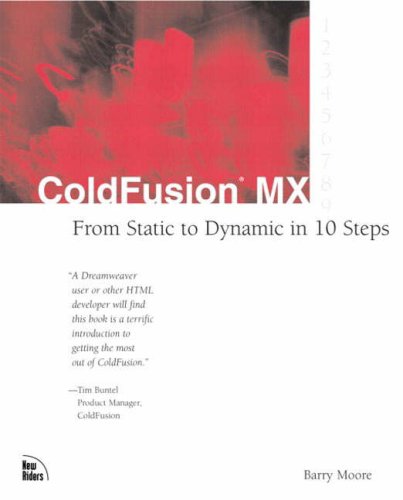 1
2
3
4
5
6
7
8
9
ColdFusion® MX
From Static to Dynamic in 10 Steps
“A Dreamweaver
user or other HTML
developer will find
this book is a terrific
introduction to
getting the most
out of ColdFusion.”
—Tim Buntel
Product Manager,
ColdFusion
New
Riders
Barry Moore